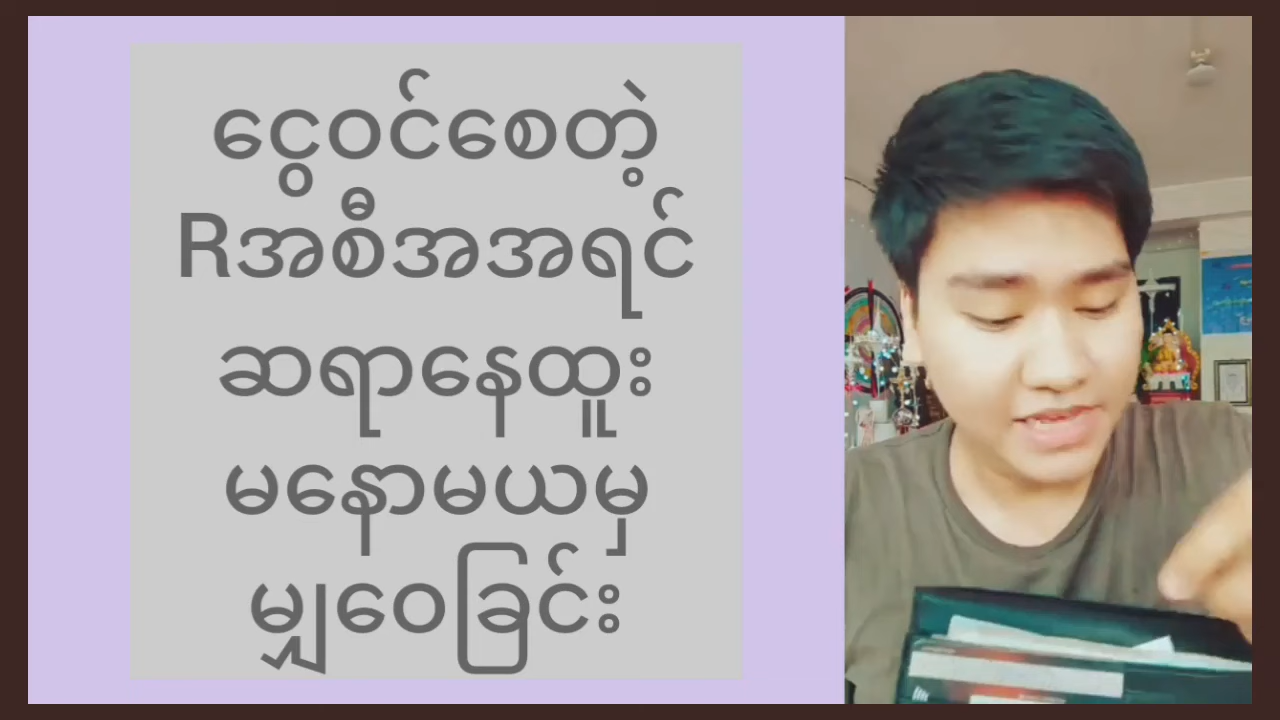 ငွေဝင်စေတဲ့
Rအစီအအရင်
ဆရာနေထူး
မနောမယမှ
မျှဝေခြင်း